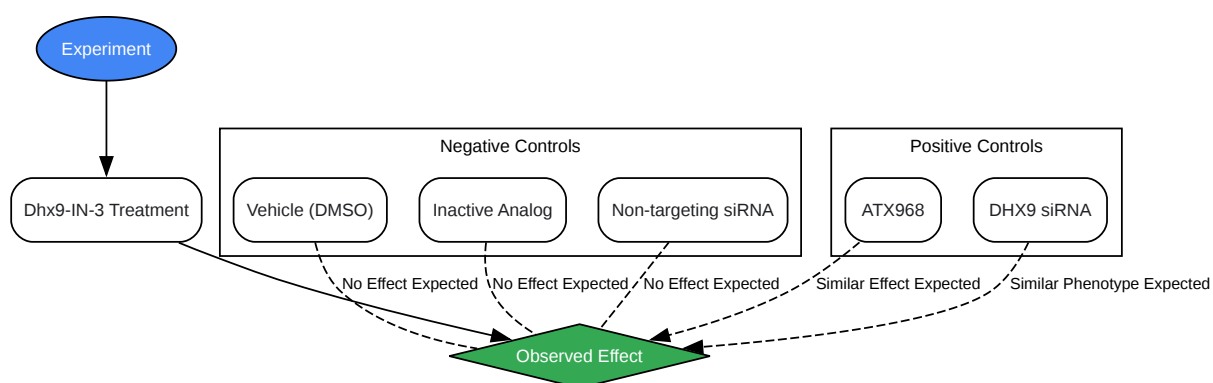 Experiment
Negative Controls
Positive Controls
Dhx9-IN-3 Treatment
Vehicle (DMSO)
Inactive Analog
Non-targeting siRNA
ATX968
DHX9 siRNA
No Effect Expected
No Effect Expected
No Effect Expected
Similar Effect Expected
Similar Phenotype Expected
Observed Effect